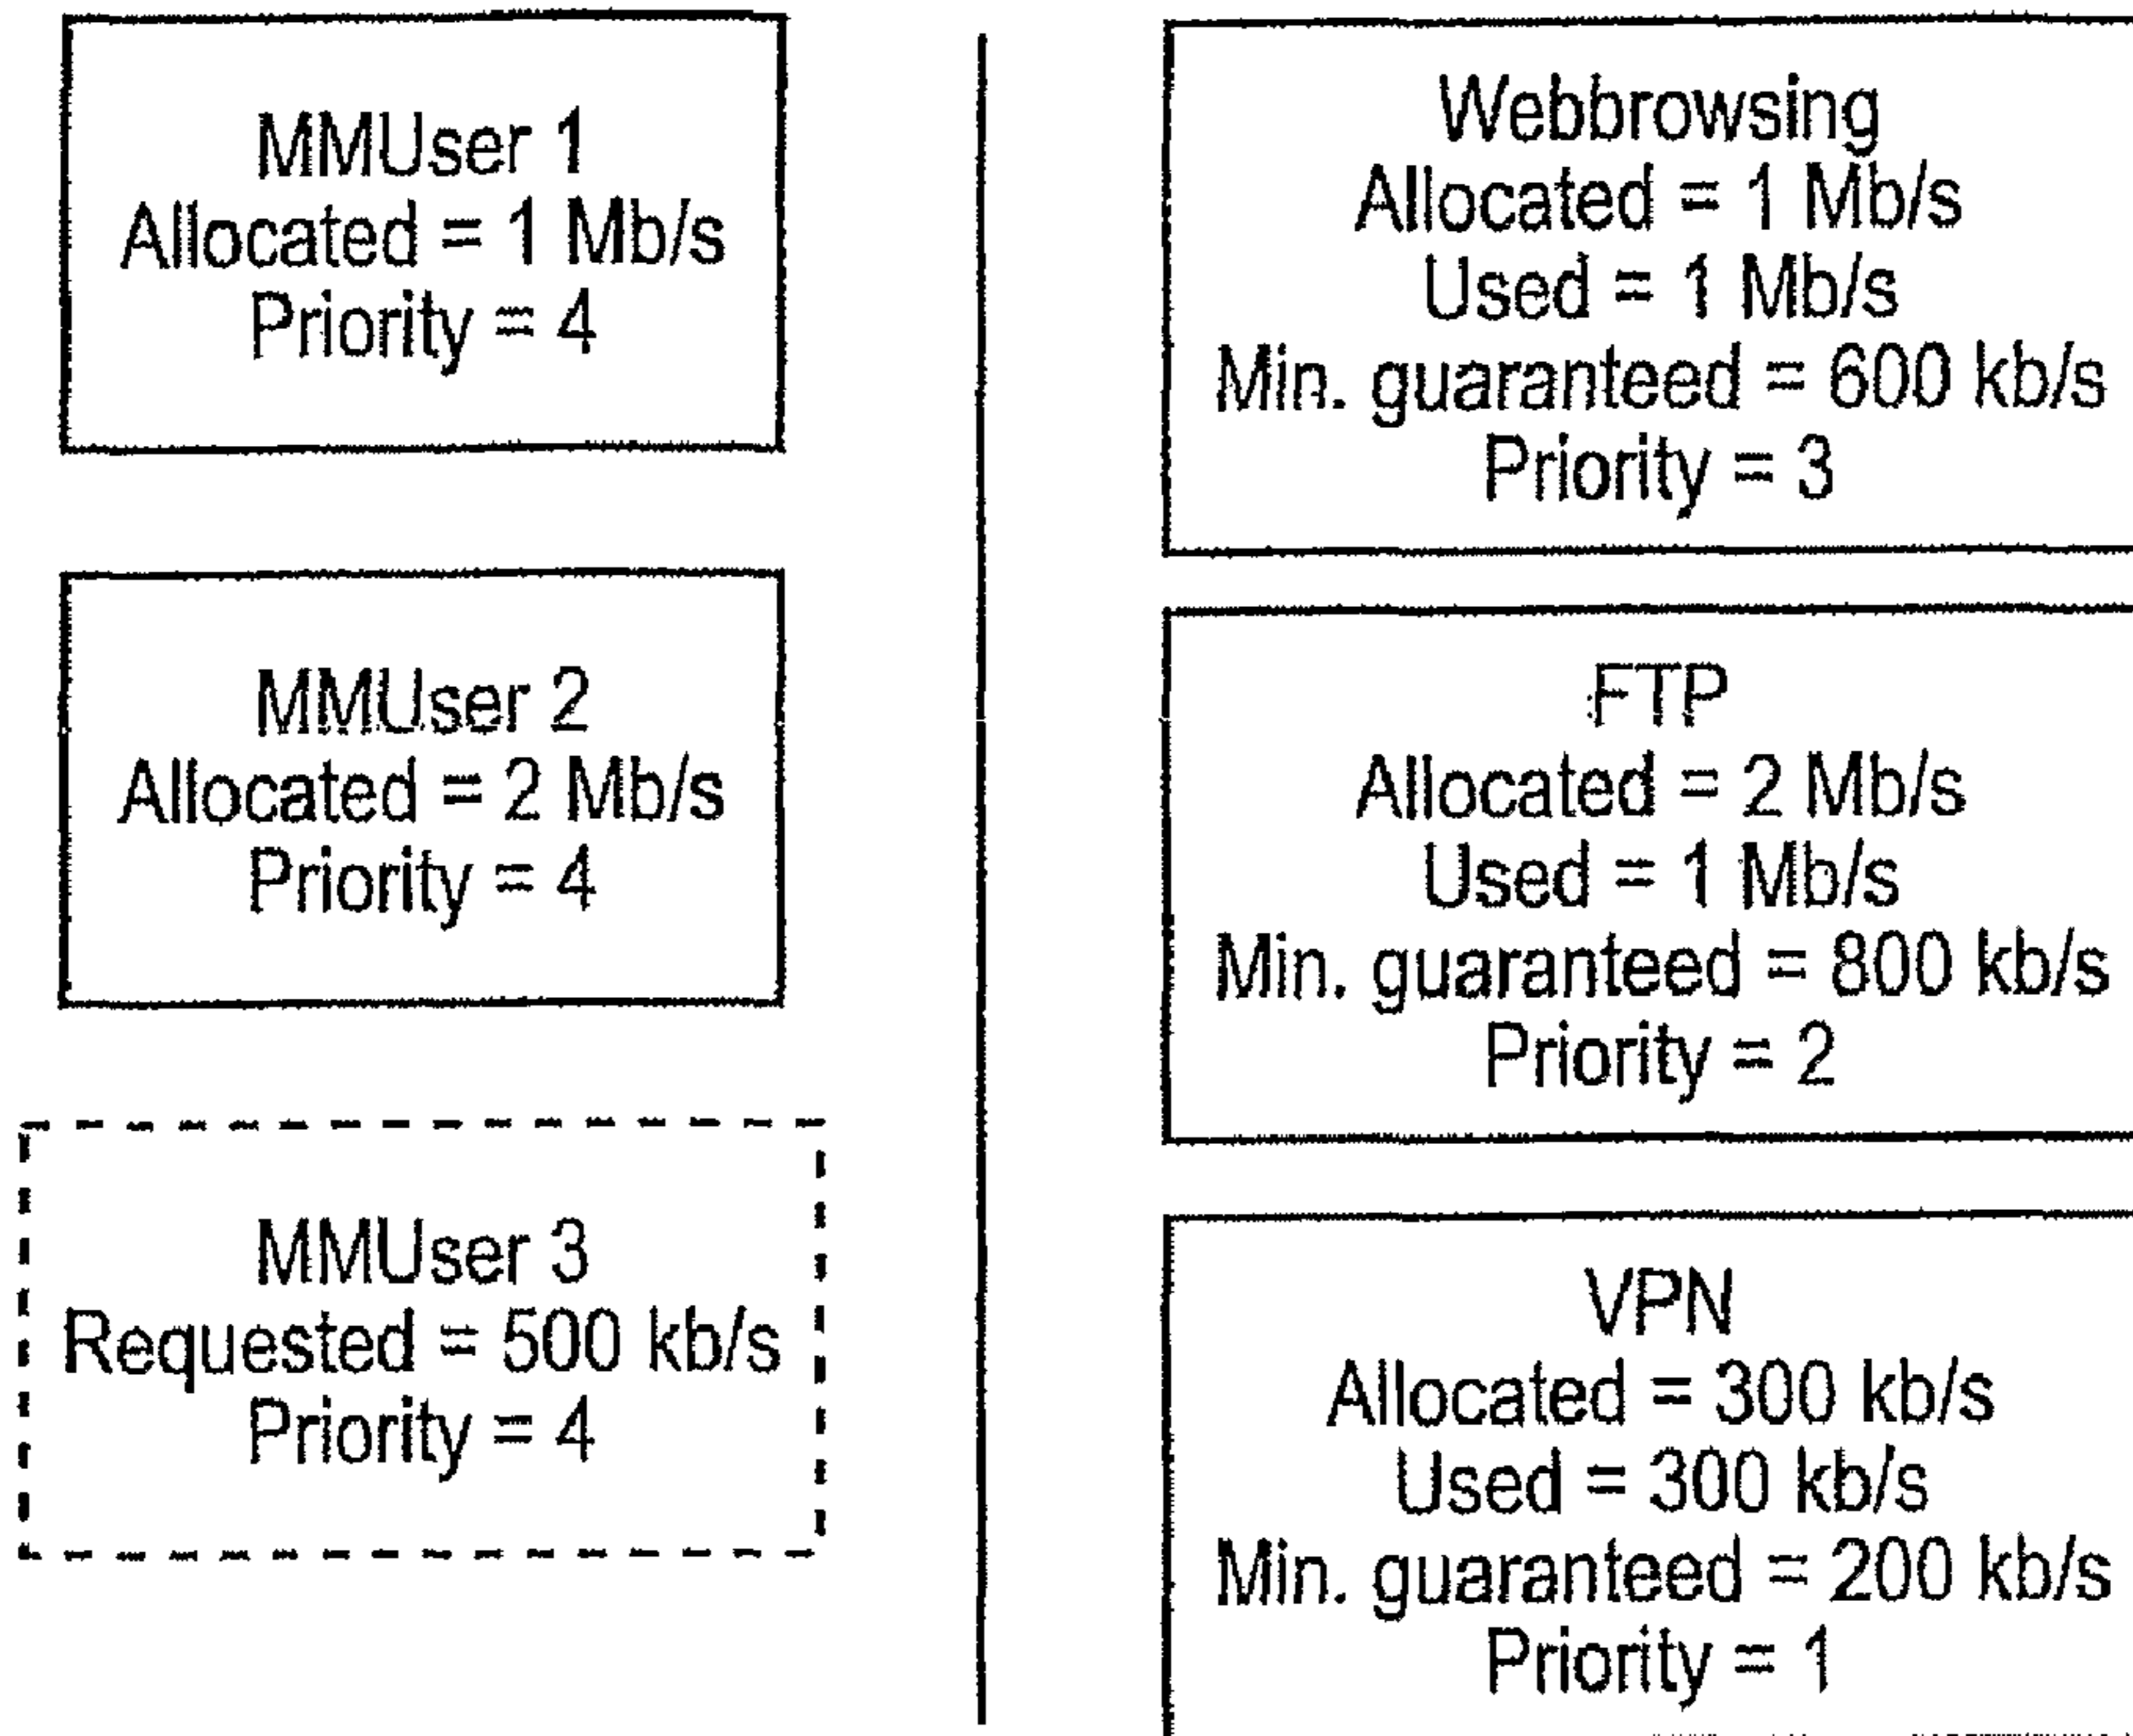 MMUser 1
Allocated = 1 Mb/s
Priority = 4
MMUser 2
Allocated = 2 Mb/s
Priority = 4
MMUser 3
Requested = 500 kb/s
Priority = 4
Webbrowsing
Allocated = 1 Mb/s
Used = 1 Mb/s
Min. guaranteed = 600 kb/s
Priority = 3
FTP
Allocated = 2 Mb/s
Used = 1 Mb/s
Min. guaranteed = 800 kb/s
Priority = 2
VPN
Allocated = 300 kb/s
Used = 300 kb/s
Min. guaranteed = 200 kb/s
Priority = 1